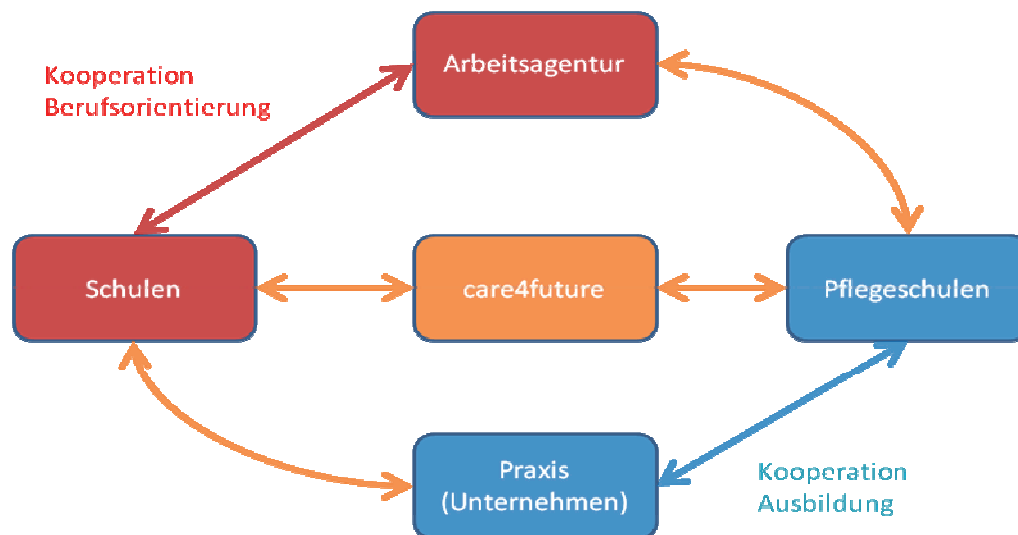 Arbeitsagentur
Kooperation
Berufsorientierung
Schulen
care4future
Pflegeschulen
Praxis
(Unternehmen)
Kooperation
Ausbildung